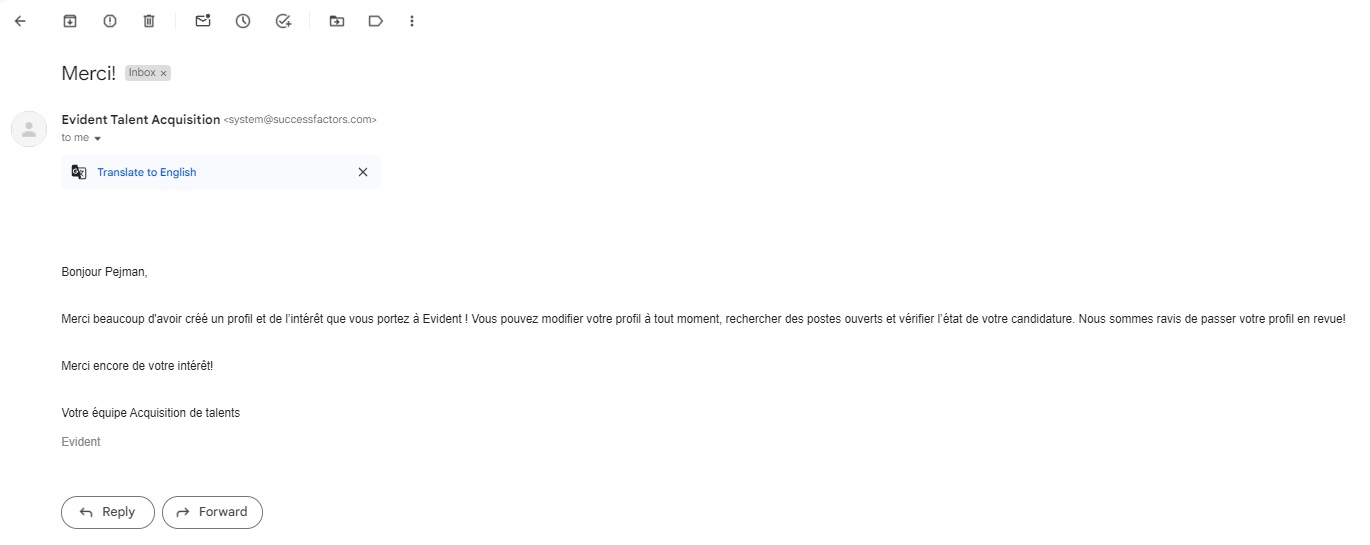 Merci!
Inbox ×
Evident Talent Acquisition <system@successfactors.com>
to me
Translate to English
Bonjour Pejman,
Merci beaucoup d'avoir créé un profil et de l'intérêt que vous portez à Evident ! Vous pouvez modifier votre profil à tout moment, rechercher des postes ouverts et vérifier l'état de votre candidature. Nous sommes ravis de passer votre profil en revue!
Merci encore de votre intérêt!
Votre équipe Acquisition de talents
Evident
Reply
Forward